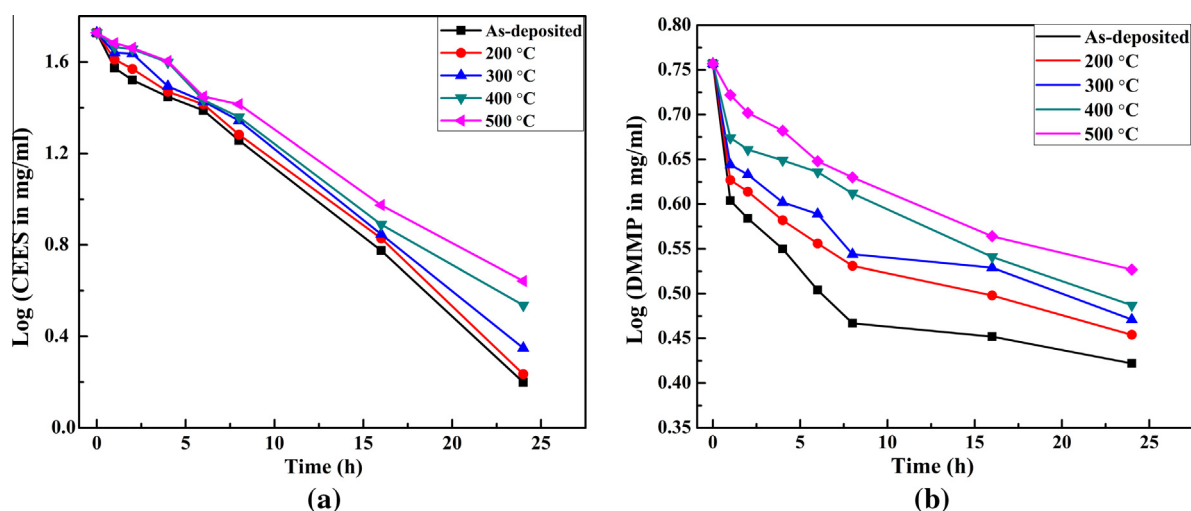 Log (CEES in mg/ml)
1.6
1.2
0.8
0.4
0.0
0
5
10
15
20
25
Time (h)
As-deposited
200 °C
300 °C
400 °C
500 °C
(a)
Log (DMMP in mg/ml)
0.80
0.75
0.70
0.65
0.60
0.55
0.50
0.45
0.40
0.35
0
5
10
15
20
25
Time (h)
As-deposited
200 °C
300 °C
400 °C
500 °C
(b)